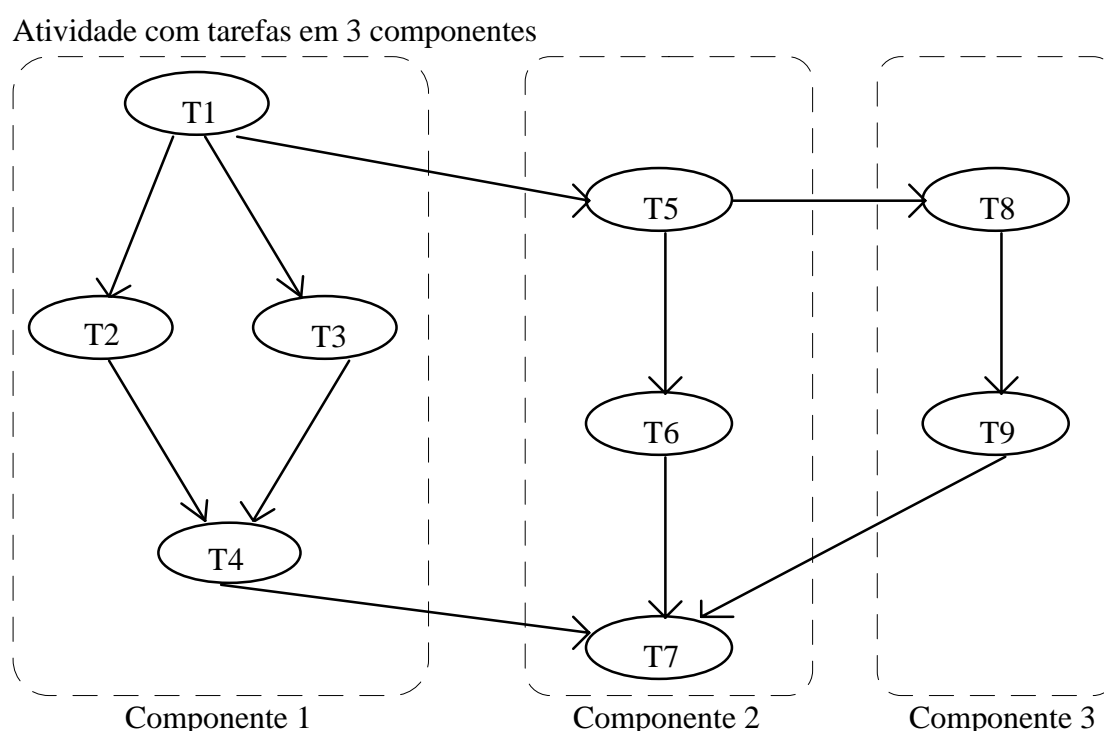 Atividade com tarefas em 3 componentes
T1
T5
T8
T2
T3
T6
T9
T4
T7
Componente 1
Componente 2
Componente 3